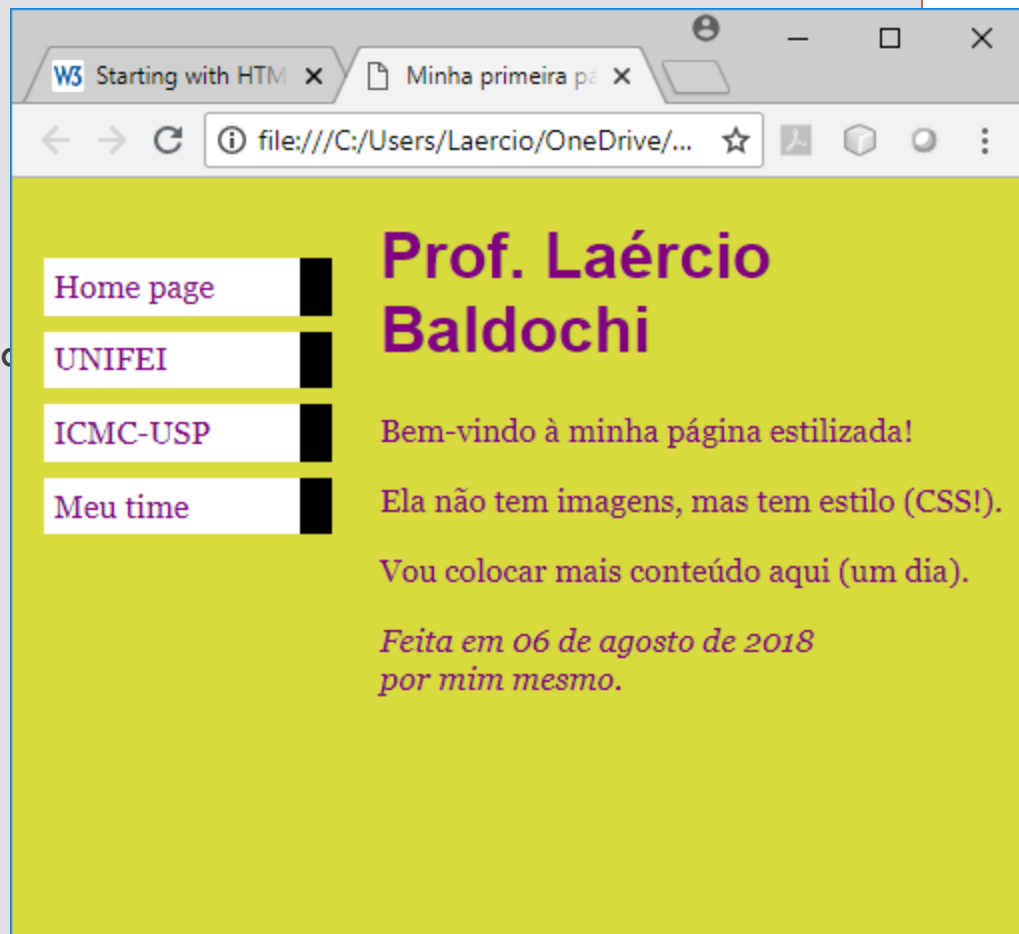 W3 Starting with HTM
Minha primeira pá
file:///C:/Users/Laercio/OneDrive/...
Home page
UNIFEI
ICMC-USP
Meu time
Prof. Laércio
Baldochi
Bem-vindo à minha página estilizada!
Ela não tem imagens, mas tem estilo (CSS!).
Vou colocar mais conteúdo aqui (um dia).
Feita em 06 de agosto de 2018
por mim mesmo.